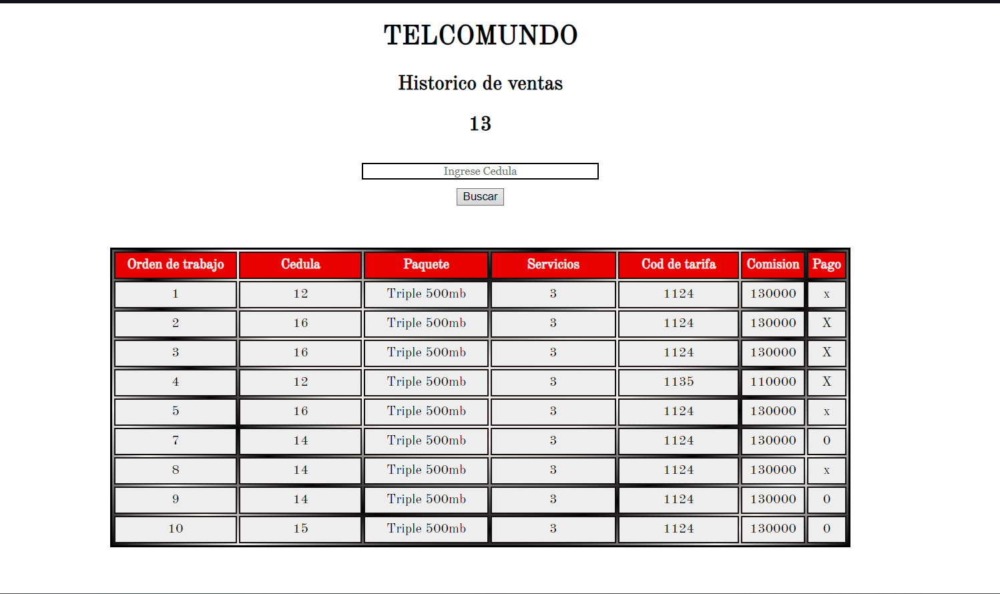 TELCOMUNDO
Historico de ventas
13
Ingrese Cedula
Buscar
Orden de trabajo Cedula Paquete Servicios Cod de tarifa Comision Pago
1 12 Triple 500mb 3 1124 130000 x
2 16 Triple 500mb 3 1124 130000 X
3 16 Triple 500mb 3 1124 130000 X
4 12 Triple 500mb 3 1135 110000 X
5 16 Triple 500mb 3 1124 130000 x
7 14 Triple 500mb 3 1124 130000 0
8 14 Triple 500mb 3 1124 130000 x
9 14 Triple 500mb 3 1124 130000 0
10 15 Triple 500mb 3 1124 130000 0